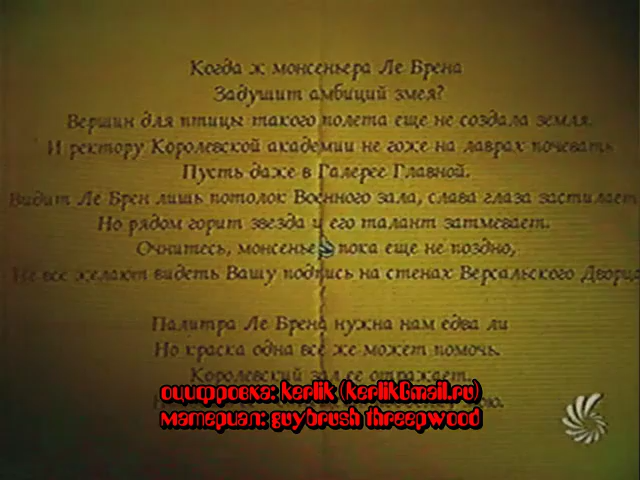 Когда ж монсеньера Ле Брена
Задушит амбиций змея?
Вершин для птицы такого полета еще не создала земля.
И ректору Королевской академии не гоже на лаврах почевать
Пусть даже в Галерее Главной.
Видит Ле Брен лишь потолок Военного зала, слава глаза застилает
Но рядом горит звезда и его талант затмевает.
Очнитесь, монсеньер пока еще не поздно,
Не все желают видеть Вашу подпись на стенах Версальского Дворца
Палитра Ле Брена нужна нам едва ли
Но краска одна все же может помочь.
Королевский зал ее отражает
оцифровка: kerlik (kerlik@mail.ru)
материал: guybrush threepwood